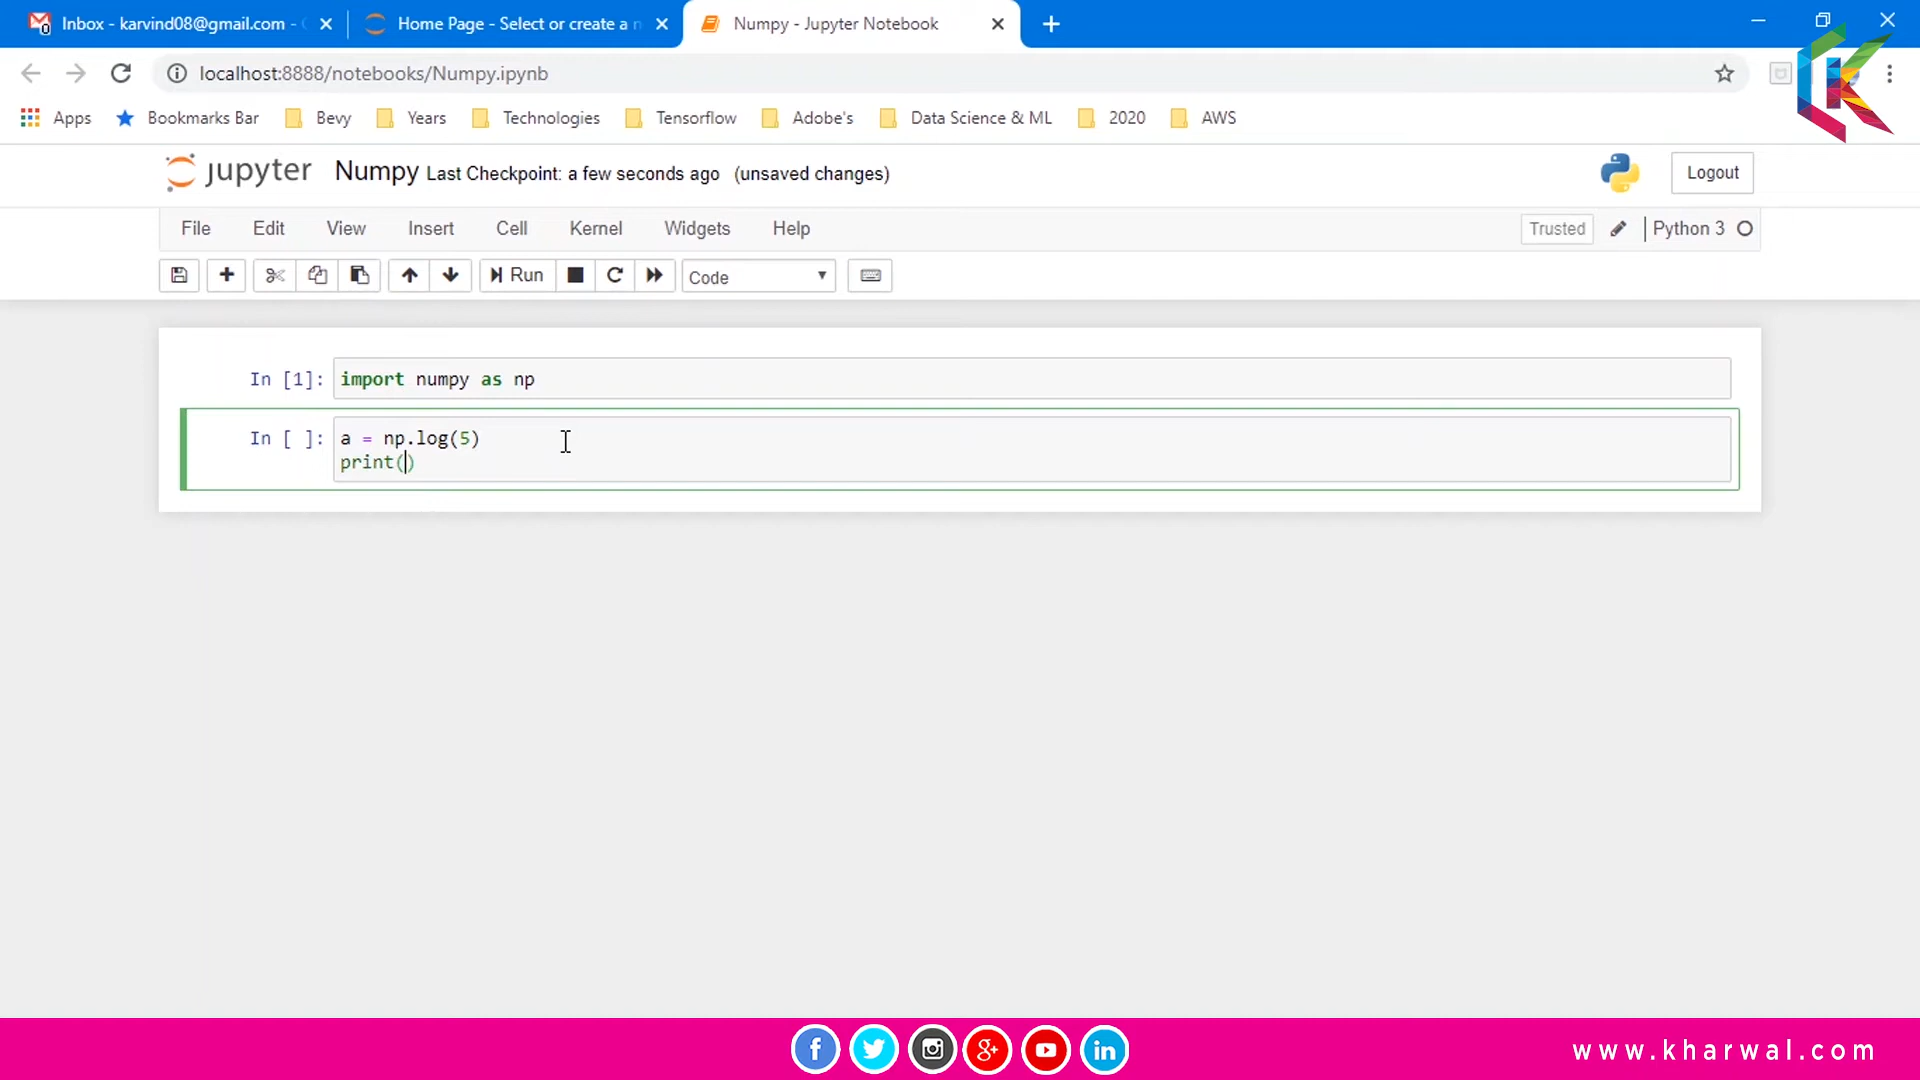 Inbox - karvind08@gmail.com -
Home Page - Select or create a n
Numpy - Jupyter Notebook
localhost:8888/notebooks/Numpy.ipynb
Apps
Bookmarks Bar
Bevy
Years
Technologies
Tensorflow
Adobe's
Data Science & ML
2020
AWS
jupyter
Numpy Last Checkpoint: a few seconds ago (unsaved changes)
Logout
File
Edit
View
Insert
Cell
Kernel
Widgets
Help
Trusted
Python 3
Run
Code
In [1]: import numpy as np
In [ ]: a = np.log(5)
print()
www.kharwal.com